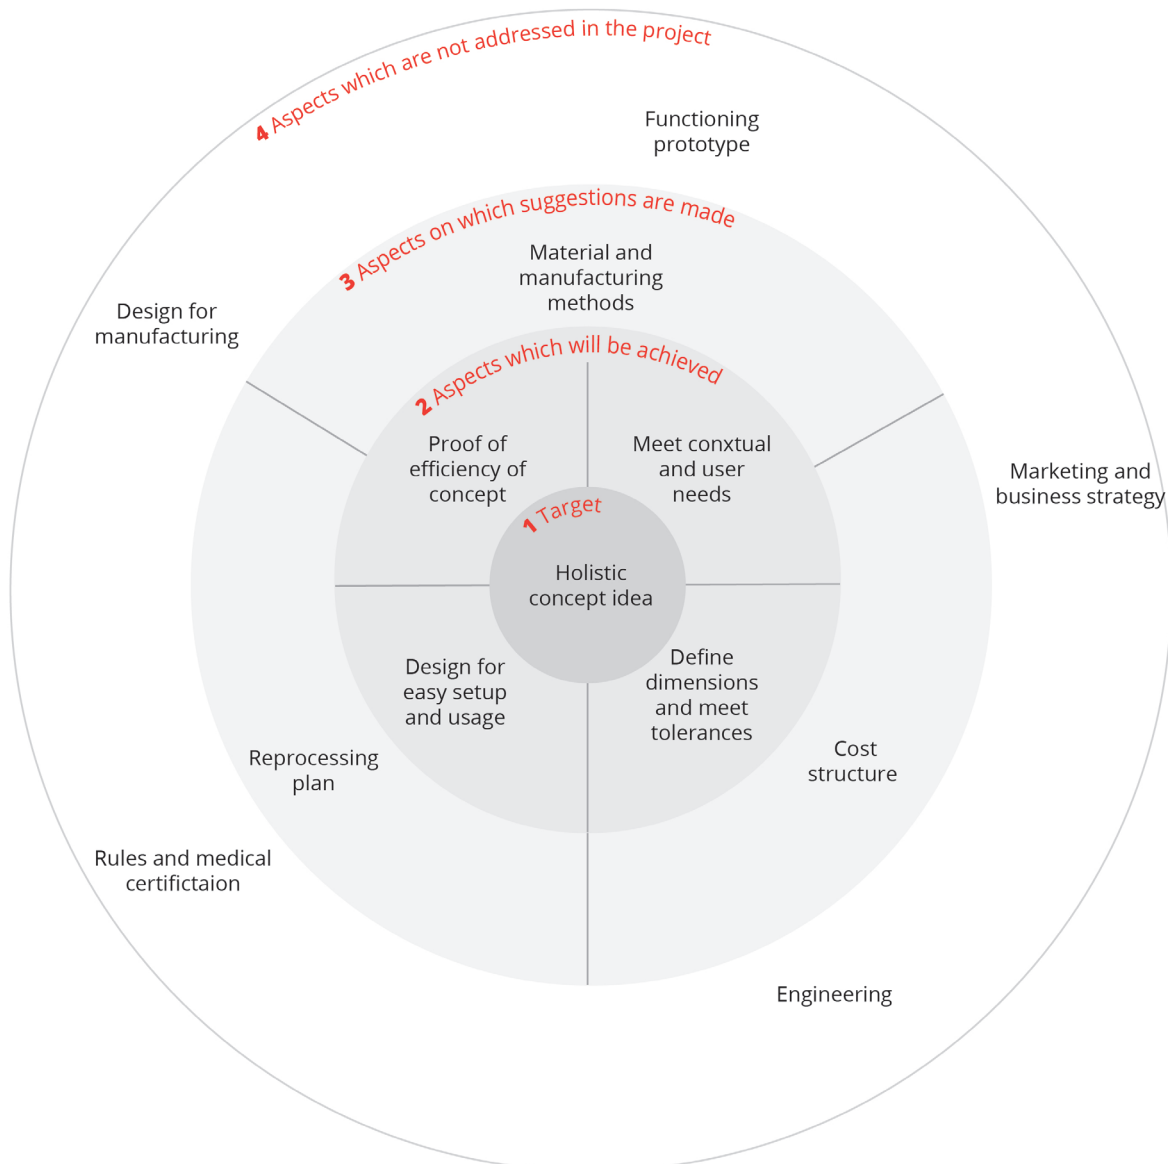 4 Aspects which are not addressed in the project
Functioning
prototype
3 Aspects on which suggestions are made
Material and
manufacturing
methods
Design for
manufacturing
2 Aspects which will be achieved
Proof of
efficiency of
concept
Meet conxtual
and user
needs
Marketing and
business strategy
1 Target
Holistic
concept idea
Design for
easy setup
and usage
Define
dimensions
and meet
tolerances
Reprocessing
plan
Cost
structure
Rules and medical
certifictaion
Engineering